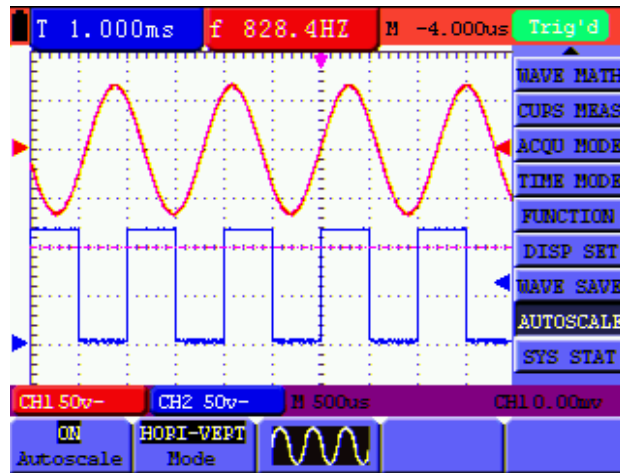 T 1.000ms f 828.4HZ M -4.000us Trig'd
WAVE MATH
CURS MEAS
ACQU MODE
TIME MODE
FUNCTION
DISP SET
WAVE SAVE
AUTOSCALE
SYS STAT
CH1 50v~ CH2 50v~ M 500us CH1 0.00mv
ON HORI-VERT
Autoscale Mode